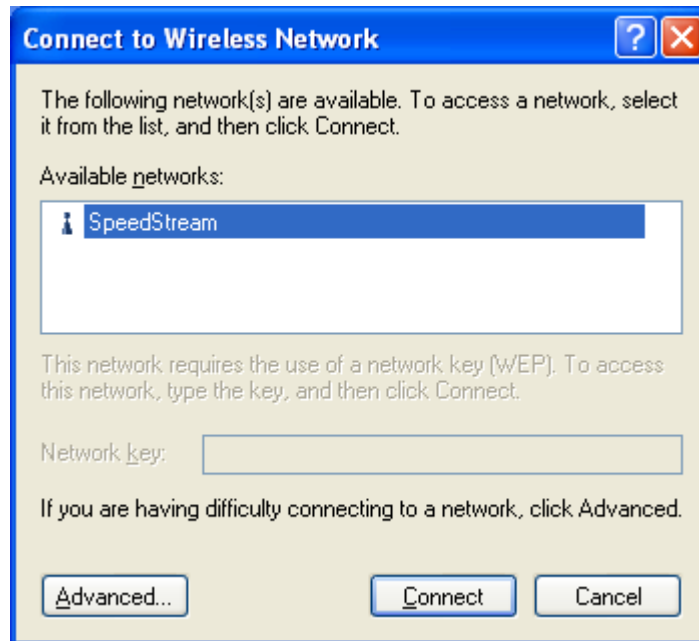 Connect to Wireless Network
The following network(s) are available. To access a network, select
it from the list, and then click Connect.
Available networks:
SpeedStream
This network requires the use of a network key (WEP). To access
this network, type the key, and then click Connect.
Network key:
If you are having difficulty connecting to a network, click Advanced.
Advanced... Connect Cancel